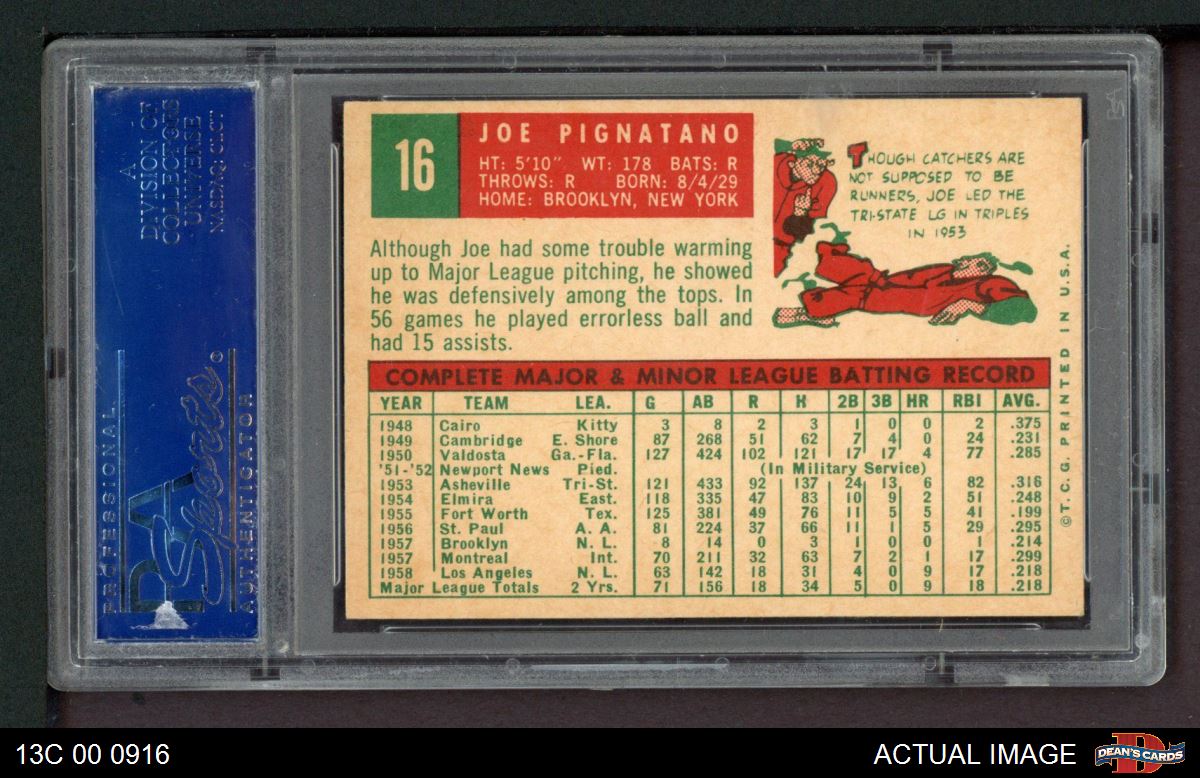 A
DIVISION OF
COLLECTORS
UNIVERSE
NASDAQ: CLCT
PROFESSIONAL
PSA
Sports
AUTHENTICATOR
16
JOE PIGNATANO
HT: 5'10" WT: 178 BATS: R
THROWS: R BORN: 8/4/29
HOME: BROOKLYN, NEW YORK
Although Joe had some trouble warming
up to Major League pitching, he showed
he was defensively among the tops. In
56 games he played errorless ball and
had 15 assists.
THOUGH CATCHERS ARE
NOT SUPPOSED TO BE
RUNNERS, JOE LED THE
TRI-STATE LG IN TRIPLES
IN 1953
COMPLETE MAJOR & MINOR LEAGUE BATTING RECORD
YEAR TEAM LEA. G AB R H 2B 3B HR RBI AVG.
1948 Cairo Kitty 3 8 2 3 1 0 0 2 .375
1949 Cambridge E. Shore 87 268 51 62 7 4 0 24 .231
1950 Valdosta Ga.-Fla. 127 424 102 121 17 17 4 77 .285
'51-'52 Newport News Pied. (In Military Service)
1953 Asheville Tri-St. 121 433 92 137 24 13 6 82 .316
1954 Elmira East. 118 335 47 83 10 9 2 51 .248
1955 Fort Worth Tex. 125 381 49 76 11 5 5 41 .199
1956 St. Paul A. A. 81 224 37 66 11 1 5 29 .295
1957 Brooklyn N. L. 8 14 0 3 1 0 0 1 .214
1957 Montreal Int. 70 211 32 63 7 2 1 17 .299
1958 Los Angeles N. L. 63 142 18 31 4 0 9 17 .218
Major League Totals 2 Yrs. 71 156 18 34 5 0 9 18 .218
©T.C.G. PRINTED IN U.S.A.
PSA
13C 00 0916
ACTUAL IMAGE
DEAN'S CARDS